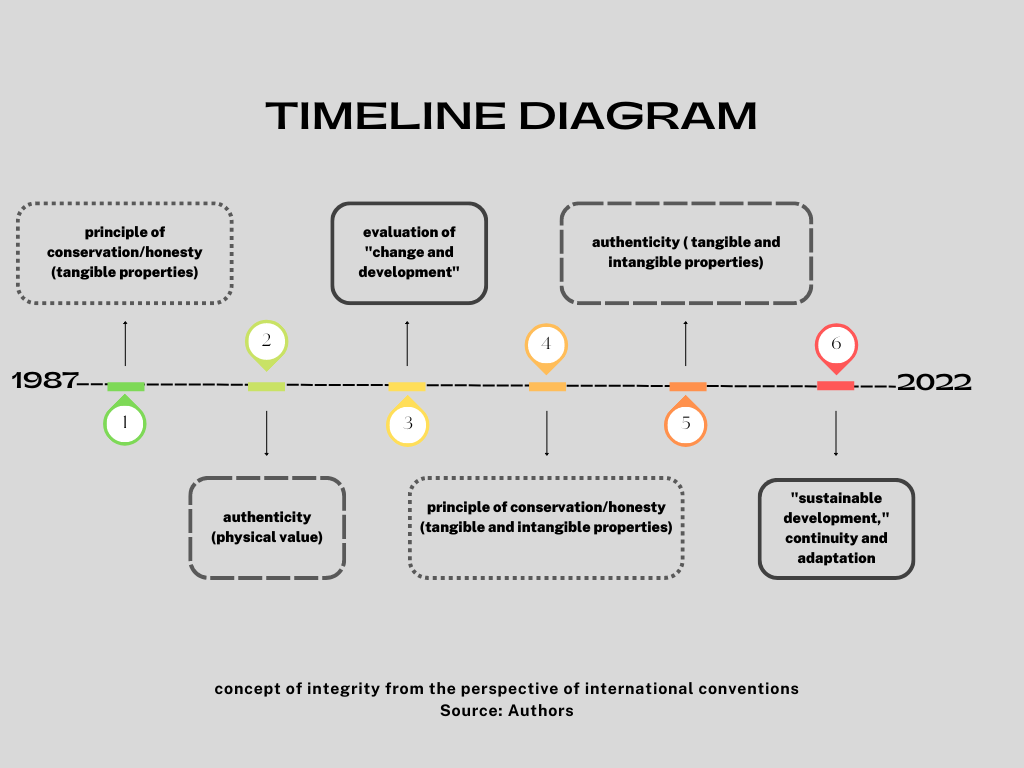 TIMELINE DIAGRAM
principle of
conservation/honesty
(tangible properties)
evaluation of
"change and
development"
authenticity ( tangible and
intangible properties)
2
4
6
1987
2022
1
3
5
authenticity
(physical value)
principle of conservation/honesty
(tangible and intangible properties)
"sustainable
development,"
continuity and
adaptation
concept of integrity from the perspective of international conventions
Source: Authors